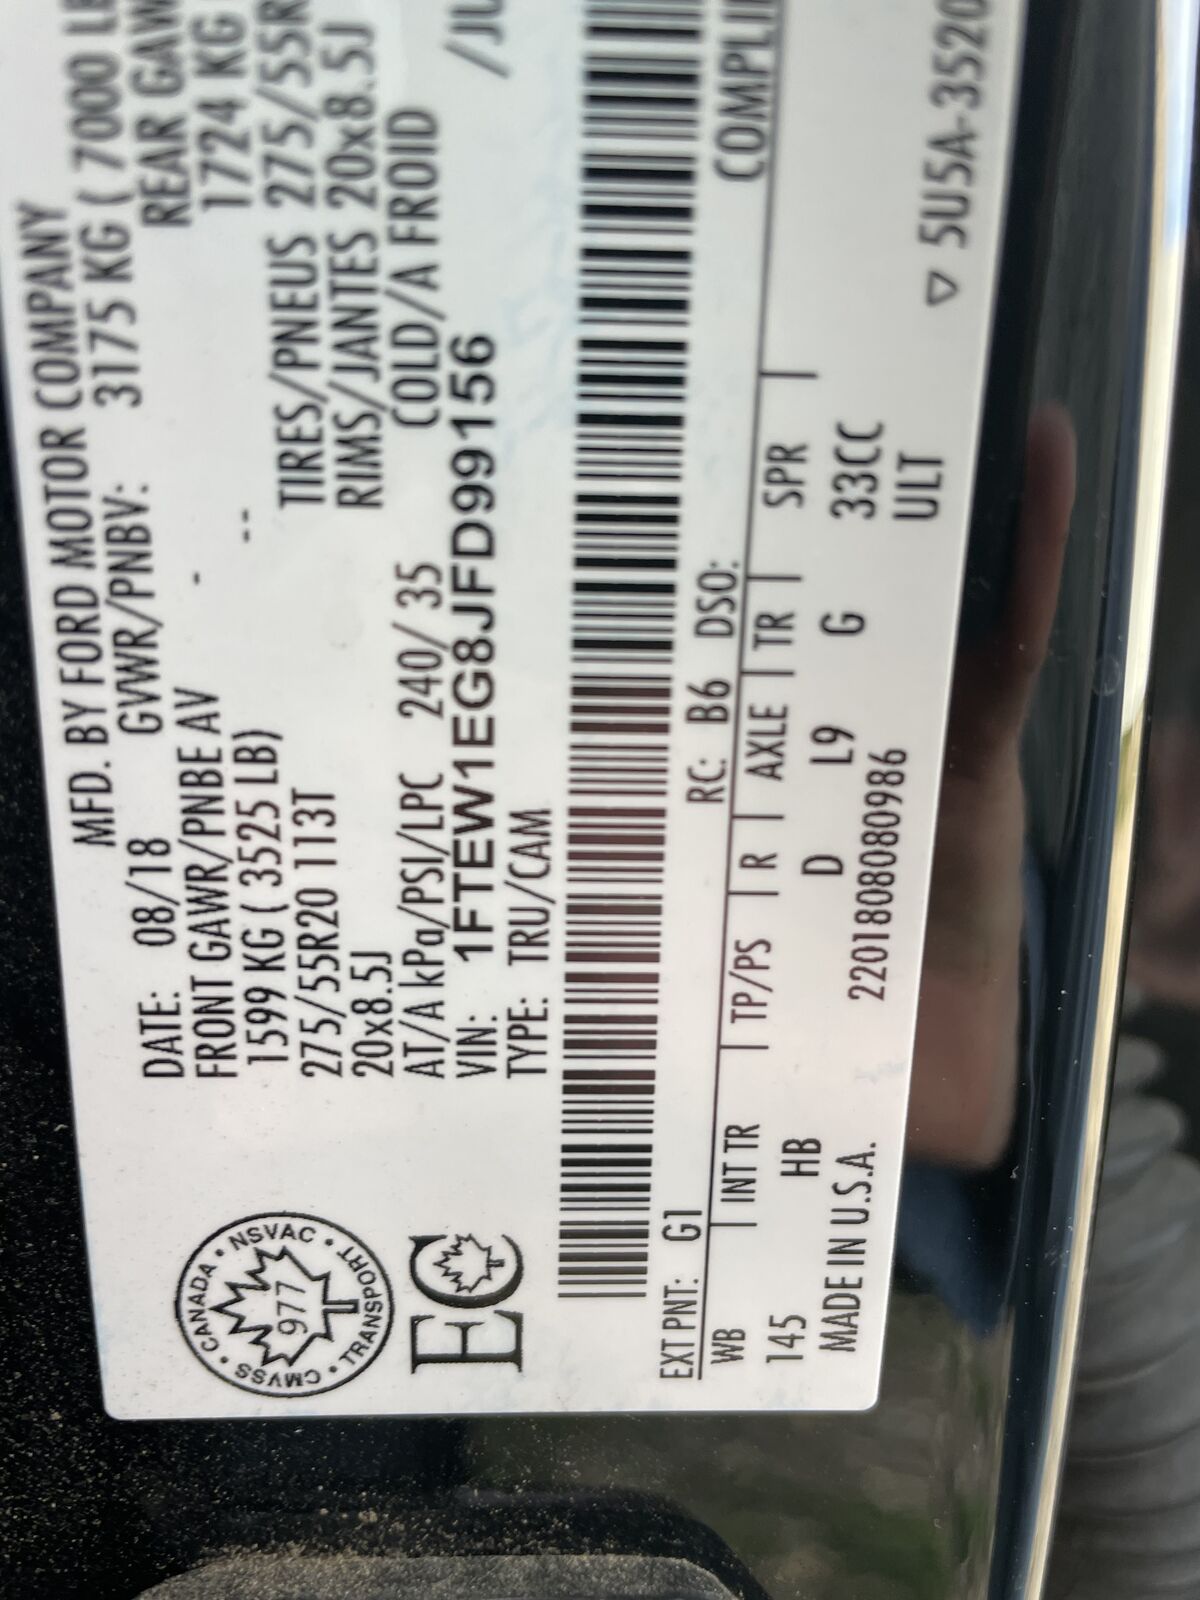 MFD. BY FORD MOTOR COMPANY
DATE: 08/18 GVWR/PNBV: 3175 KG ( 7000 LB
FRONT GAWR/PNBE AV - REAR GAW
1599 KG ( 3525 LB) -- 1724 KG
275/55R20 113T TIRES/PNEUS 275/55R
20x8.5J RIMS/JANTES 20x8.5J
AT/A kPa/PSI/LPC 240/ 35 COLD/A FROID
VIN: 1FTEW1EG8JFD99156
TYPE: TRU/CAM
CANADA • NSVAC • TRANSPORT • CMVSS •
977
EC
EXT PNT: G1 RC: B6 DSO:
WB INT TR TP/PS R AXLE TR SPR
145 HB D L9 G 33CC
MADE IN U.S.A. 220180808098​6 ULT
▽ 5U5A-3520